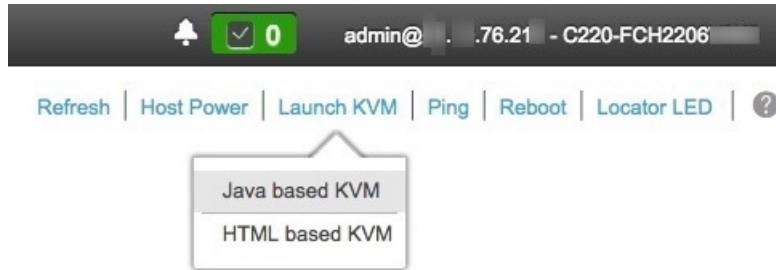 0 admin@ . .76.21 - C220-FCH2206
Refresh | Host Power | Launch KVM | Ping | Reboot | Locator LED | ?
Java based KVM
HTML based KVM